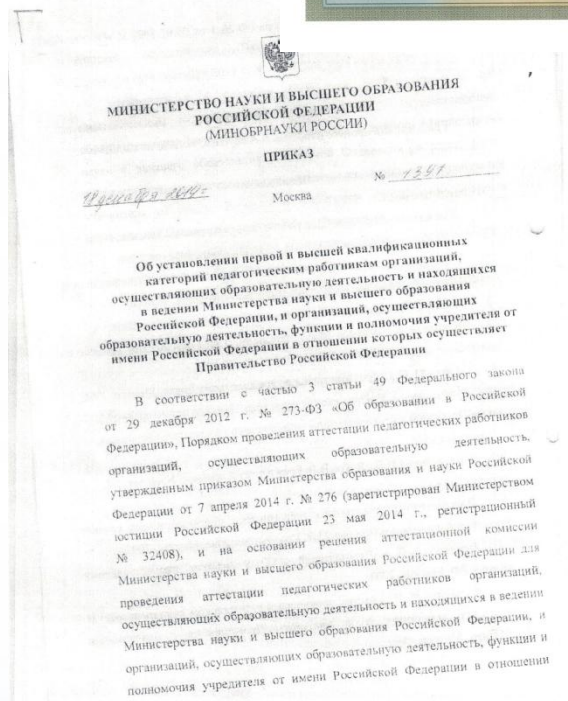 МИНИСТЕРСТВО НАУКИ И ВЫСШЕГО ОБРАЗОВАНИЯ
РОССИЙСКОЙ ФЕДЕРАЦИИ
(МИНОБРНАУКИ РОССИИ)
ПРИКАЗ
№ 1391
18 декабря 2019 г.
Москва
Об установлении первой и высшей квалификационных
категорий педагогическим работникам организаций,
осуществляющих образовательную деятельность и находящихся
в ведении Министерства науки и высшего образования
Российской Федерации, и организаций, осуществляющих
образовательную деятельность, функции и полномочия учредителя от
имени Российской Федерации в отношении которых осуществляет
Правительство Российской Федерации
В соответствии с частью 3 статьи 49 Федерального закона
от 29 декабря 2012 г. № 273-ФЗ «Об образовании в Российской
Федерации», Порядком проведения аттестации педагогических работников
организаций, осуществляющих образовательную деятельность,
утвержденным приказом Министерства образования и науки Российской
Федерации от 7 апреля 2014 г. № 276 (зарегистрирован Министерством
юстиции Российской Федерации 23 мая 2014 г., регистрационный
№ 32408), и на основании решения аттестационной комиссии
Министерства науки и высшего образования Российской Федерации для
проведения аттестации педагогических работников организаций,
осуществляющих образовательную деятельность и находящихся в ведении
Министерства науки и высшего образования Российской Федерации, и
организаций, осуществляющих образовательную деятельность, функции и
полномочия учредителя от имени Российской Федерации в отношении